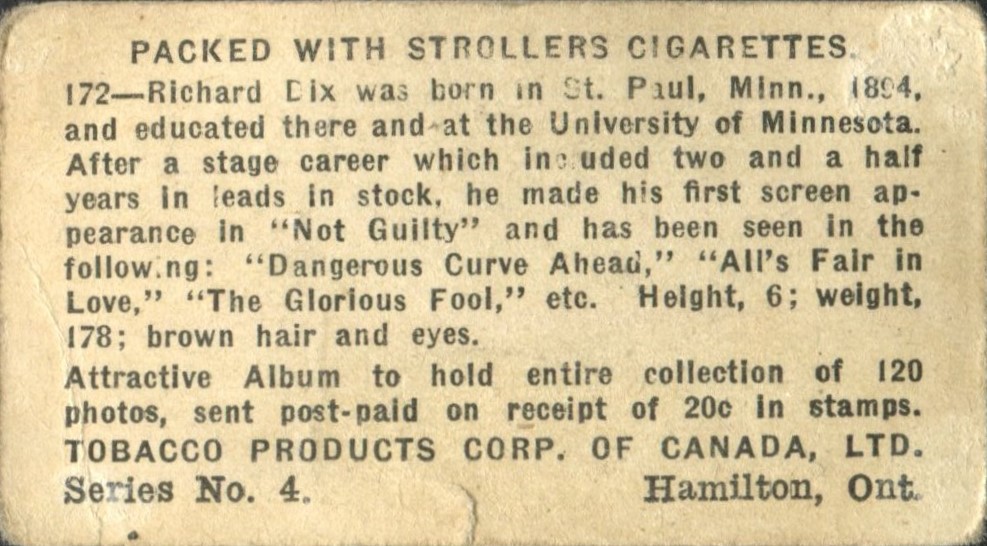 PACKED WITH STROLLERS CIGARETTES.
172—Richard Dix was born in St. Paul, Minn., 1894,
and educated there and at the University of Minnesota.
After a stage career which included two and a half
years in leads in stock, he made his first screen ap-
pearance in "Not Guilty" and has been seen in the
following: "Dangerous Curve Ahead," "All's Fair in
Love," "The Glorious Fool," etc. Height, 6; weight,
178; brown hair and eyes.
Attractive Album to hold entire collection of 120
photos, sent post-paid on receipt of 20c in stamps.
TOBACCO PRODUCTS CORP. OF CANADA, LTD.
Series No. 4. Hamilton, Ont.